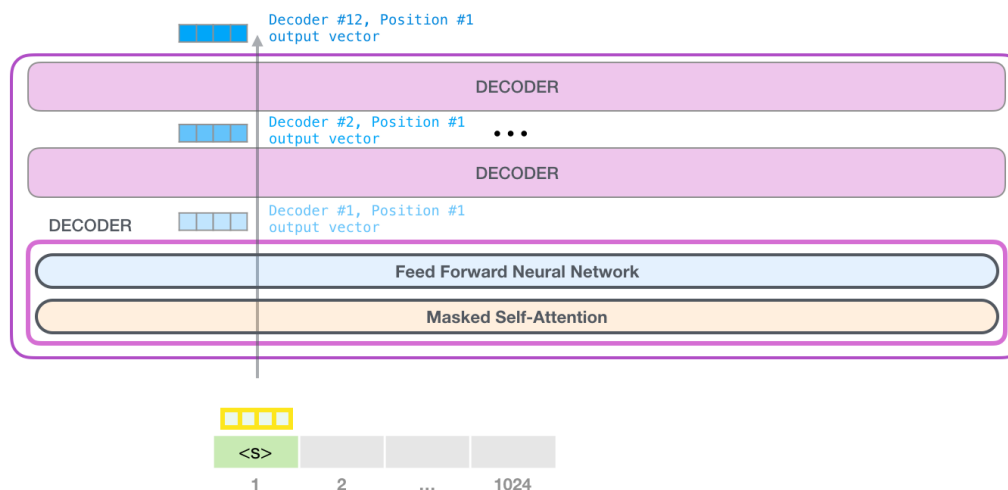 Decoder #12, Position #1
output vector
DECODER
Decoder #2, Position #1
output vector
...
DECODER
Decoder #1, Position #1
output vector
DECODER
Feed Forward Neural Network
Masked Self-Attention
<s>
1 2 ... 1024